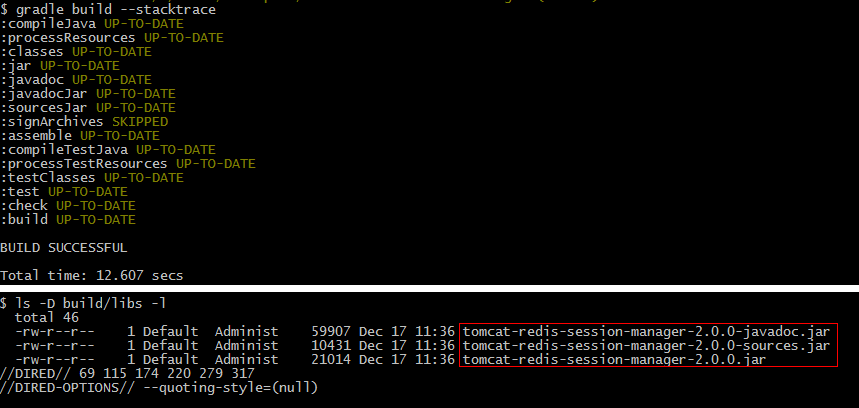 $ gradle build --stacktrace
:compileJava UP-TO-DATE
:processResources UP-TO-DATE
:classes UP-TO-DATE
:jar UP-TO-DATE
:javadoc UP-TO-DATE
:javadocJar UP-TO-DATE
:sourcesJar UP-TO-DATE
:signArchives SKIPPED
:assemble UP-TO-DATE
:compileTestJava UP-TO-DATE
:processTestResources UP-TO-DATE
:testClasses UP-TO-DATE
:test UP-TO-DATE
:check UP-TO-DATE
:build UP-TO-DATE
BUILD SUCCESSFUL
Total time: 12.607 secs
$ ls -D build/libs -l
total 46
-rw-r--r-- 1 Default Administ 59907 Dec 17 11:36 tomcat-redis-session-manager-2.0.0-javadoc.jar
-rw-r--r-- 1 Default Administ 10431 Dec 17 11:36 tomcat-redis-session-manager-2.0.0-sources.jar
-rw-r--r-- 1 Default Administ 21014 Dec 17 11:36 tomcat-redis-session-manager-2.0.0.jar
//DIRED// 69 115 174 220 279 317
//DIRED-OPTIONS// --quoting-style=(null)